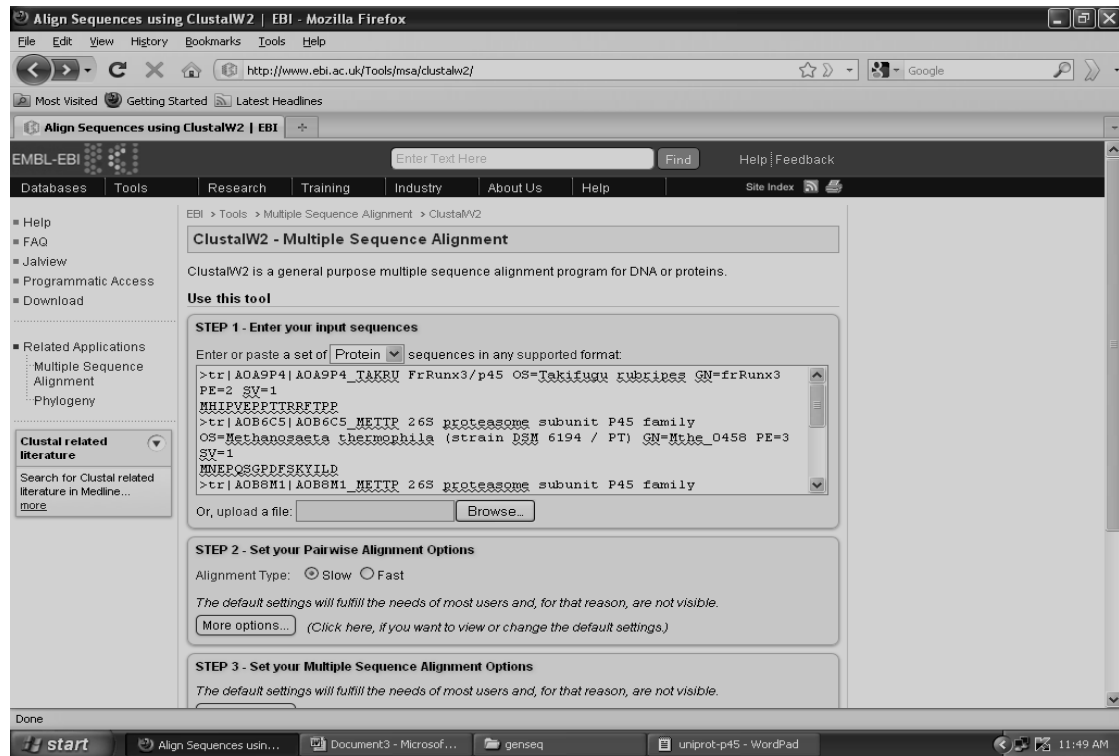 Align Sequences using ClustalW2 | EBI - Mozilla Firefox
File Edit View History Bookmarks Tools Help
http://www.ebi.ac.uk/Tools/msa/clustalw2/
Google
Most Visited Getting Started Latest Headlines
Align Sequences using ClustalW2 | EBI
EMBL-EBI
Enter Text Here
Find
Help Feedback
Databases Tools Research Training Industry About Us Help Site Index
Help
FAQ
Jalview
Programmatic Access
Download
Related Applications
Multiple Sequence
Alignment
Phylogeny
Clustal related
literature
Search for Clustal related
literature in Medline...
more
EBI > Tools > Multiple Sequence Alignment > ClustalW2
ClustalW2 - Multiple Sequence Alignment
ClustalW2 is a general purpose multiple sequence alignment program for DNA or proteins.
Use this tool
STEP 1 - Enter your input sequences
Enter or paste a set of Protein sequences in any supported format:
>tr|A0A9P4|A0A9P4_TAKRU FrRunx3/p45 OS=Takifugu rubripes GN=frRunx3
PE=2 SV=1
MHIPVEPPTTRRFTPP
>tr|A0B6C5|A0B6C5_METTP 26S proteasome subunit P45 family
OS=Methanosaeta thermophila (strain DSM 6194 / PT) GN=Mthe_0458 PE=3
SV=1
MNEPQSGPDFSKYILD
>tr|A0B8M1|A0B8M1_METTP 26S proteasome subunit P45 family
Or, upload a file: Browse...
STEP 2 - Set your Pairwise Alignment Options
Alignment Type: Slow Fast
The default settings will fulfill the needs of most users and, for that reason, are not visible.
More options... (Click here, if you want to view or change the default settings.)
STEP 3 - Set your Multiple Sequence Alignment Options
The default settings will fulfill the needs of most users and, for that reason, are not visible.
Done
start
Align Sequences usin...
Document3 - Microsof...
genseq
uniprot-p45 - WordPad
11:49 AM